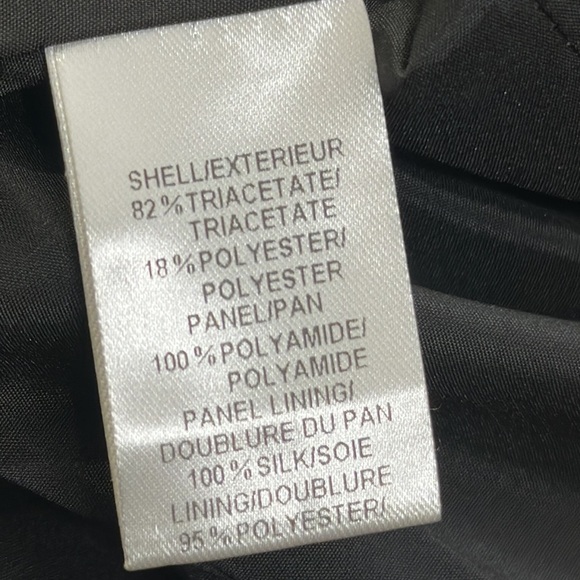 SHELL/EXTERIEUR
82%TRIACETATE/
TRIACETATE
18%POLYESTER/
POLYESTER
PANEL/PAN
100%POLYAMIDE/
POLYAMIDE
PANEL LINING/
DOUBLURE DU PAN
100%SILK/SOIE
LINING/DOUBLURE
95%POLYESTER/